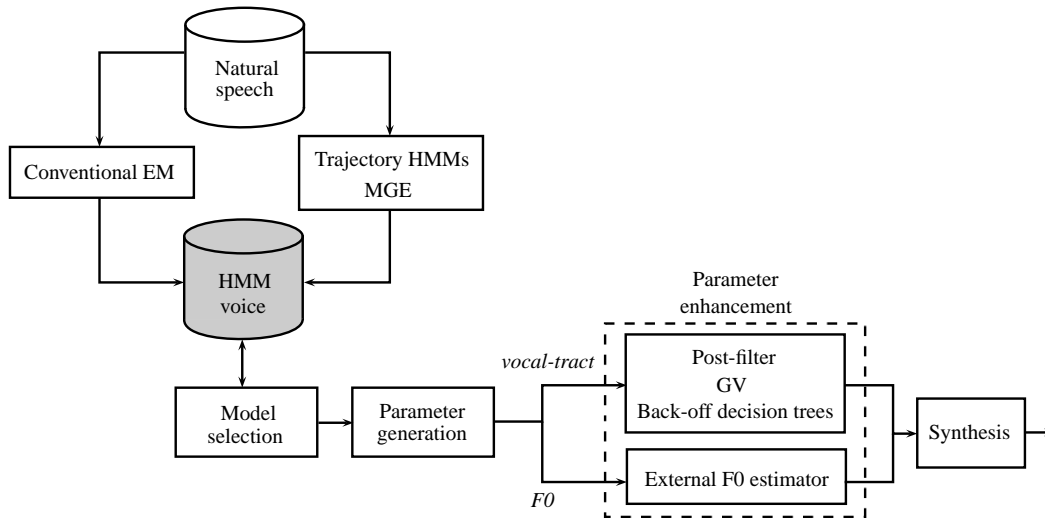 Natural
speech
Conventional EM
Trajectory HMMs
MGE
HMM
voice
Parameter
enhancement
vocal-tract
Post-filter
GV
Back-off decision trees
Model
selection
Parameter
generation
Synthesis
External F0 estimator
F0